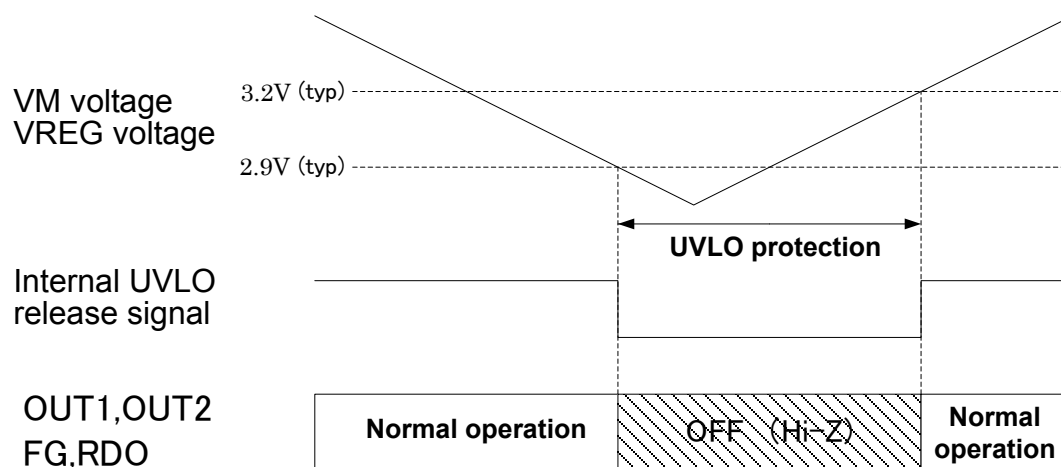 VM voltage
VREG voltage
3.2V (typ)
2.9V (typ)
UVLO protection
Internal UVLO
release signal
OUT1,OUT2
FG,RDO
Normal operation
OFF (Hi-Z)
Normal
operation